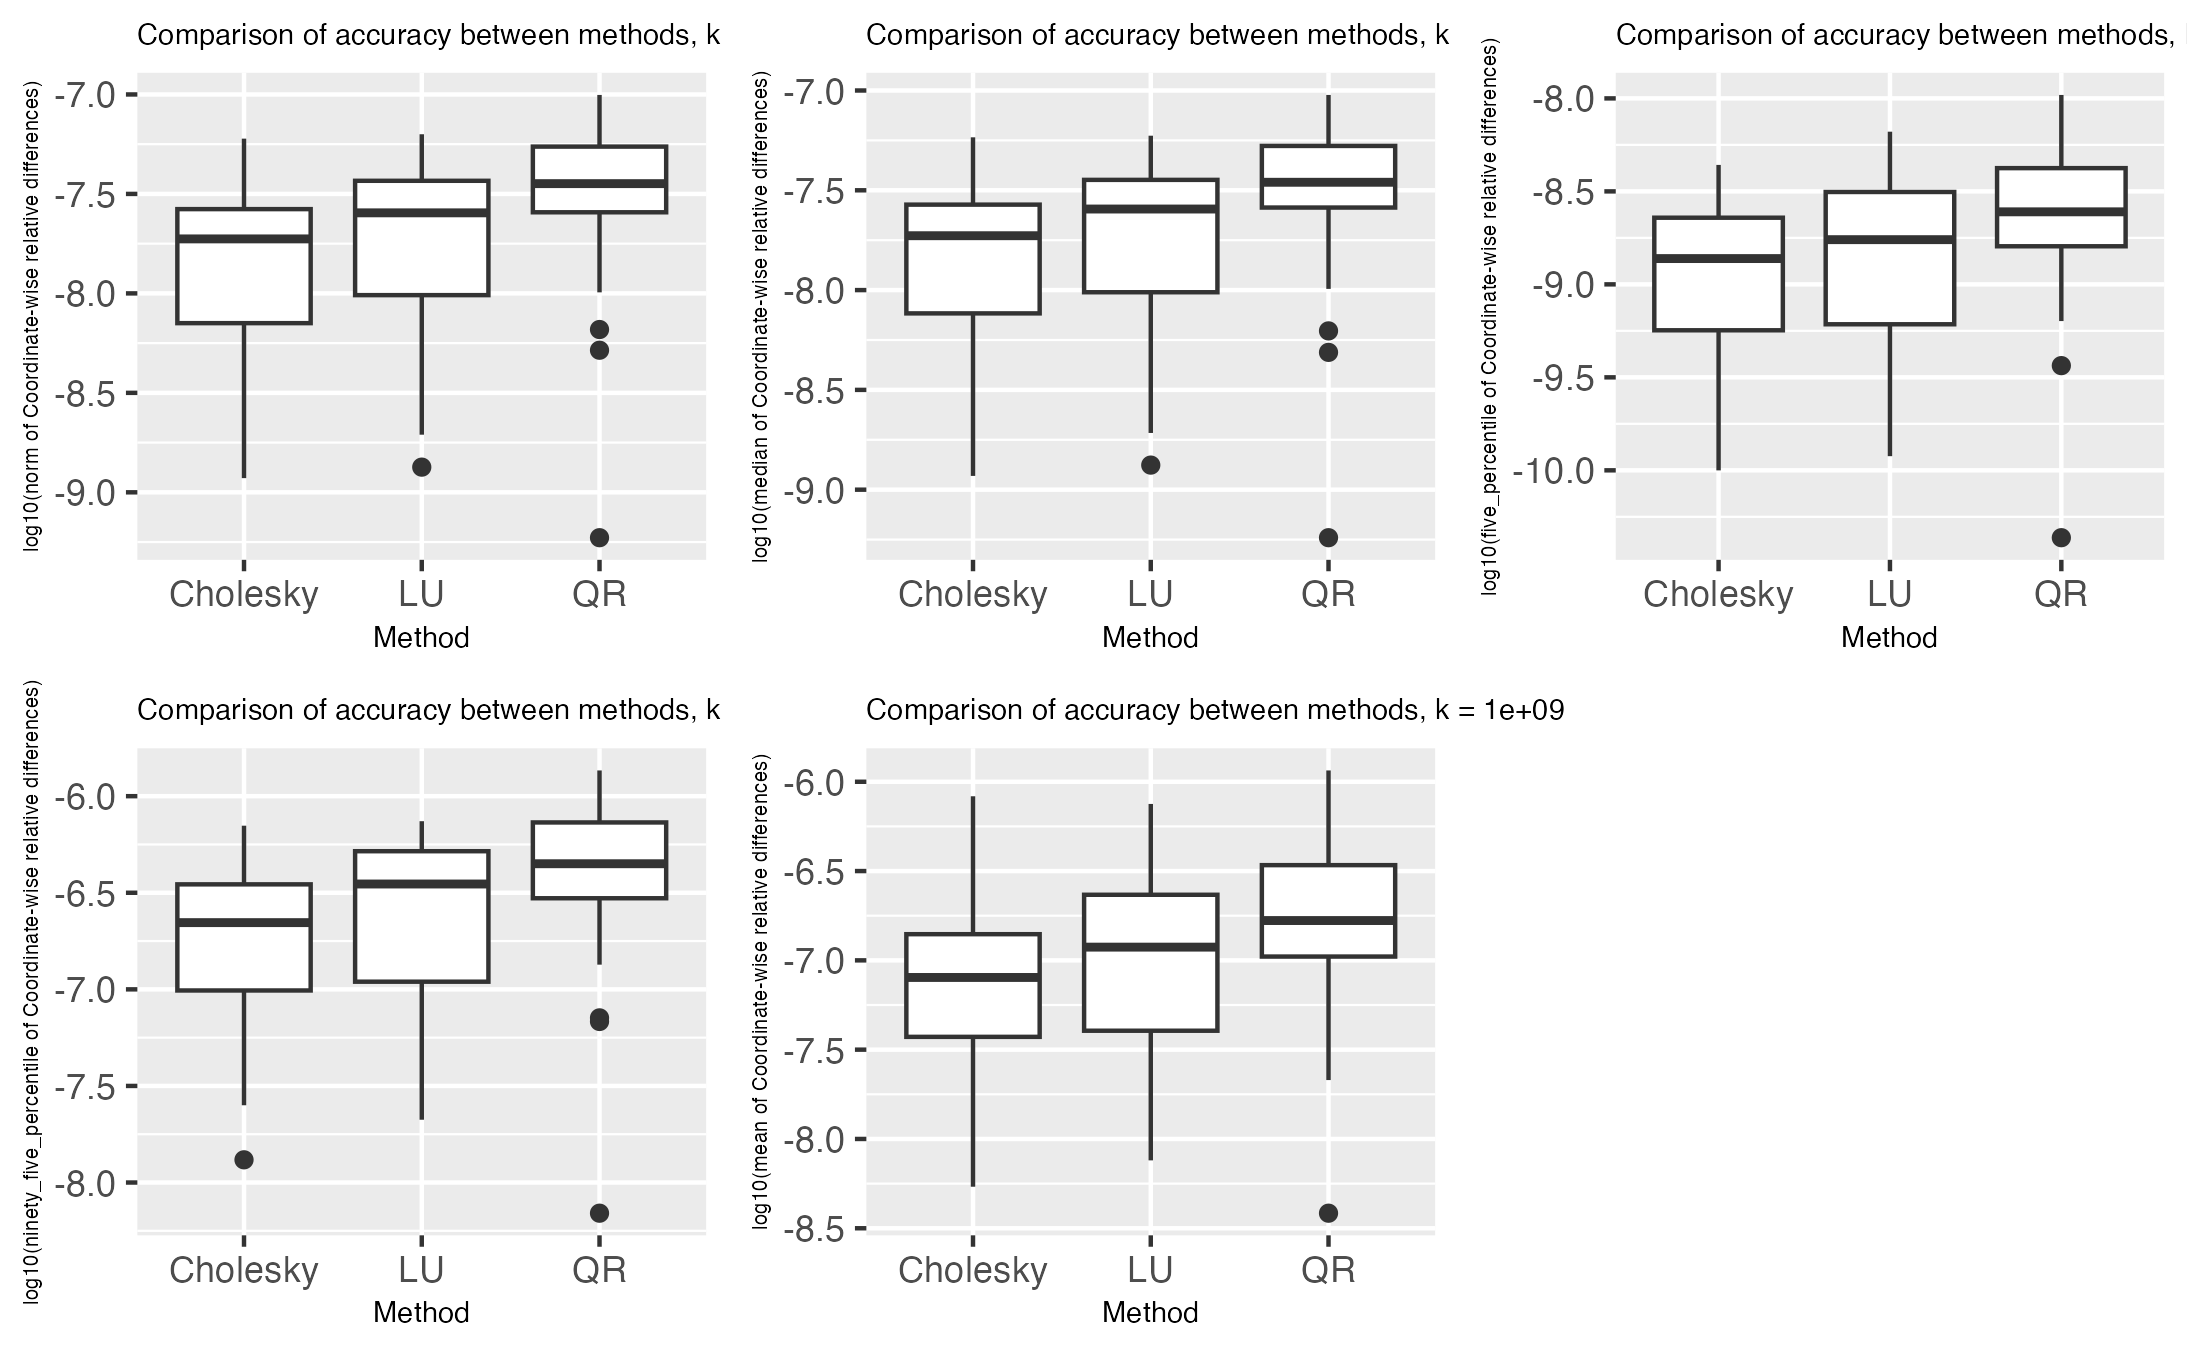 Comparison of accuracy between methods, k
log10(norm of Coordinate-wise relative differences)
-7.0
-7.5
-8.0
-8.5
-9.0
Cholesky LU QR
Method
Comparison of accuracy between methods, k
log10(median of Coordinate-wise relative differences)
-7.0
-7.5
-8.0
-8.5
-9.0
Cholesky LU QR
Method
Comparison of accuracy between methods,
log10(five_percentile of Coordinate-wise relative differences)
-8.0
-8.5
-9.0
-9.5
-10.0
Cholesky LU QR
Method
Comparison of accuracy between methods, k
log10(ninety_five_percentile of Coordinate-wise relative differences)
-6.0
-6.5
-7.0
-7.5
-8.0
Cholesky LU QR
Method
Comparison of accuracy between methods, k = 1e+09
log10(mean of Coordinate-wise relative differences)
-6.0
-6.5
-7.0
-7.5
-8.0
-8.5
Cholesky LU QR
Method